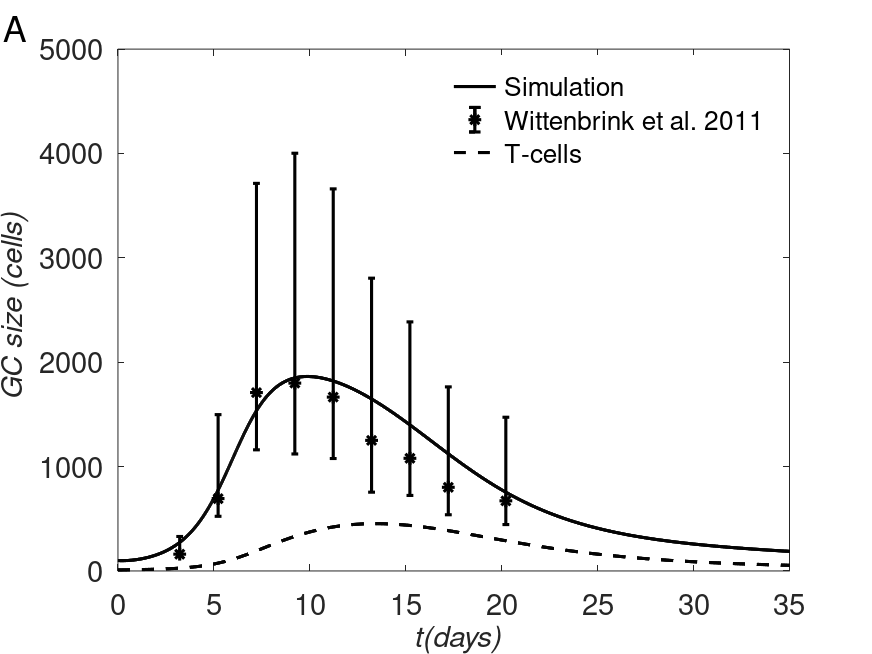 A
5000
4000
3000
2000
1000
0
GC size (cells)
Simulation
Wittenbrink et al. 2011
T-cells
0 5 10 15 20 25 30 35
t(days)